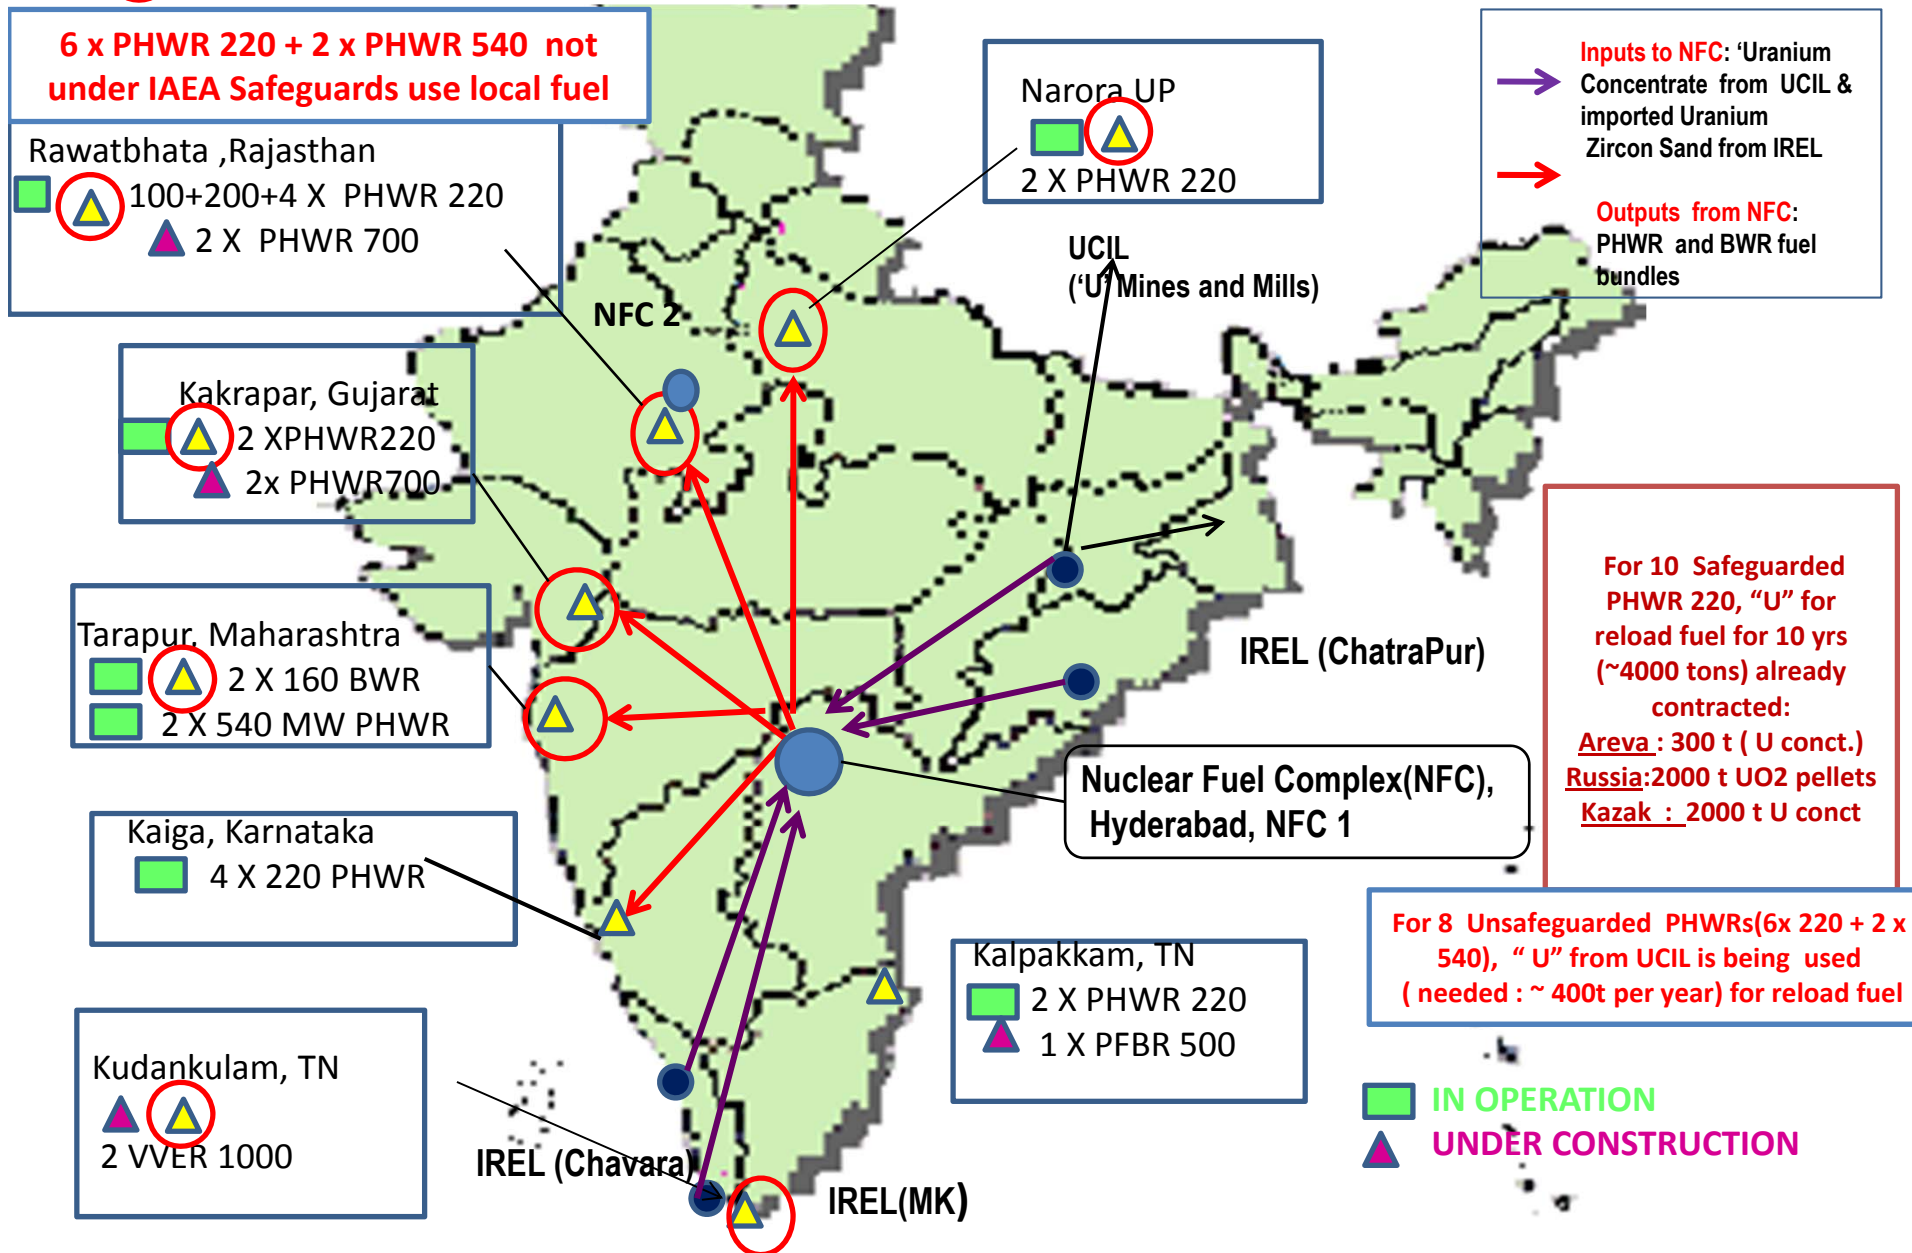 6 x PHWR 220 + 2 x PHWR 540 not
under IAEA Safeguards use local fuel
Rawatbhata ,Rajasthan
100+200+4 X PHWR 220
2 X PHWR 700
Narora UP
2 X PHWR 220
Inputs to NFC: ‘Uranium
Concentrate from UCIL &
imported Uranium
Zircon Sand from IREL
Outputs from NFC:
PHWR and BWR fuel
bundles
UCIL
(‘U’ Mines and Mills)
NFC 2
Kakrapar, Gujarat
2 XPHWR220
2x PHWR700
Tarapur, Maharashtra
2 X 160 BWR
2 X 540 MW PHWR
IREL (ChatraPur)
For 10 Safeguarded
PHWR 220, “U” for
reload fuel for 10 yrs
(~4000 tons) already
contracted:
Areva : 300 t ( U conct.)
Russia:2000 t UO2 pellets
Kazak : 2000 t U conct
Nuclear Fuel Complex(NFC),
Hyderabad, NFC 1
Kaiga, Karnataka
4 X 220 PHWR
For 8 Unsafeguarded PHWRs(6x 220 + 2 x
540), “ U” from UCIL is being used
( needed : ~ 400t per year) for reload fuel
Kalpakkam, TN
2 X PHWR 220
1 X PFBR 500
Kudankulam, TN
2 VVER 1000
IREL (Chavara)
IREL(MK)
IN OPERATION
UNDER CONSTRUCTION